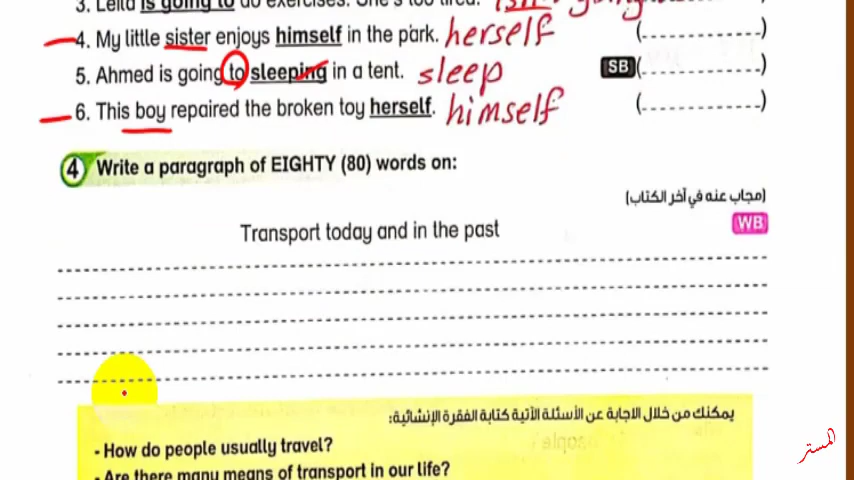 3. Leila is going to do exercises. She's too tired.
4. My little sister enjoys himself in the park. herself (............)
5. Ahmed is going to sleeping in a tent. sleep SB (............)
6. This boy repaired the broken toy herself. himself (............)
4 Write a paragraph of EIGHTY (80) words on:
(مجاب عنه في آخر الكتاب)
Transport today and in the past WB
يمكنك من خلال الاجابة عن الأسئلة الآتية كتابة الفقرة الإنشائية:
- How do people usually travel?
- Are there many means of transport in our life?
المستر